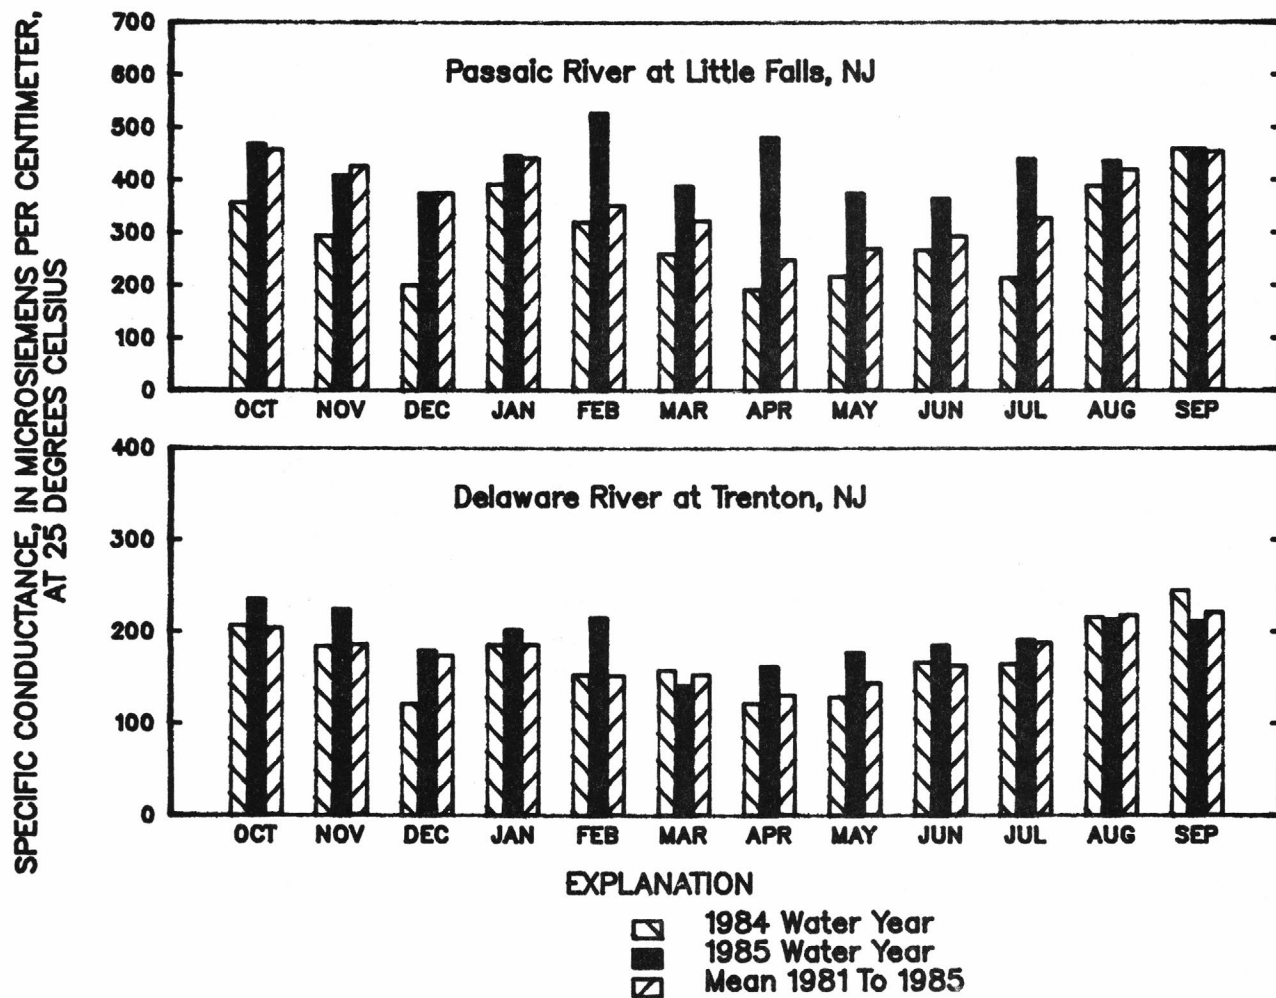 SPECIFIC CONDUCTANCE, IN MICROSIEMENS PER CENTIMETER,
AT 25 DEGREES CELSIUS
700
600
500
400
300
200
100
0
Passaic River at Little Falls, NJ
OCT NOV DEC JAN FEB MAR APR MAY JUN JUL AUG SEP
400
300
200
100
0
Delaware River at Trenton, NJ
OCT NOV DEC JAN FEB MAR APR MAY JUN JUL AUG SEP
EXPLANATION
1984 Water Year
1985 Water Year
Mean 1981 To 1985